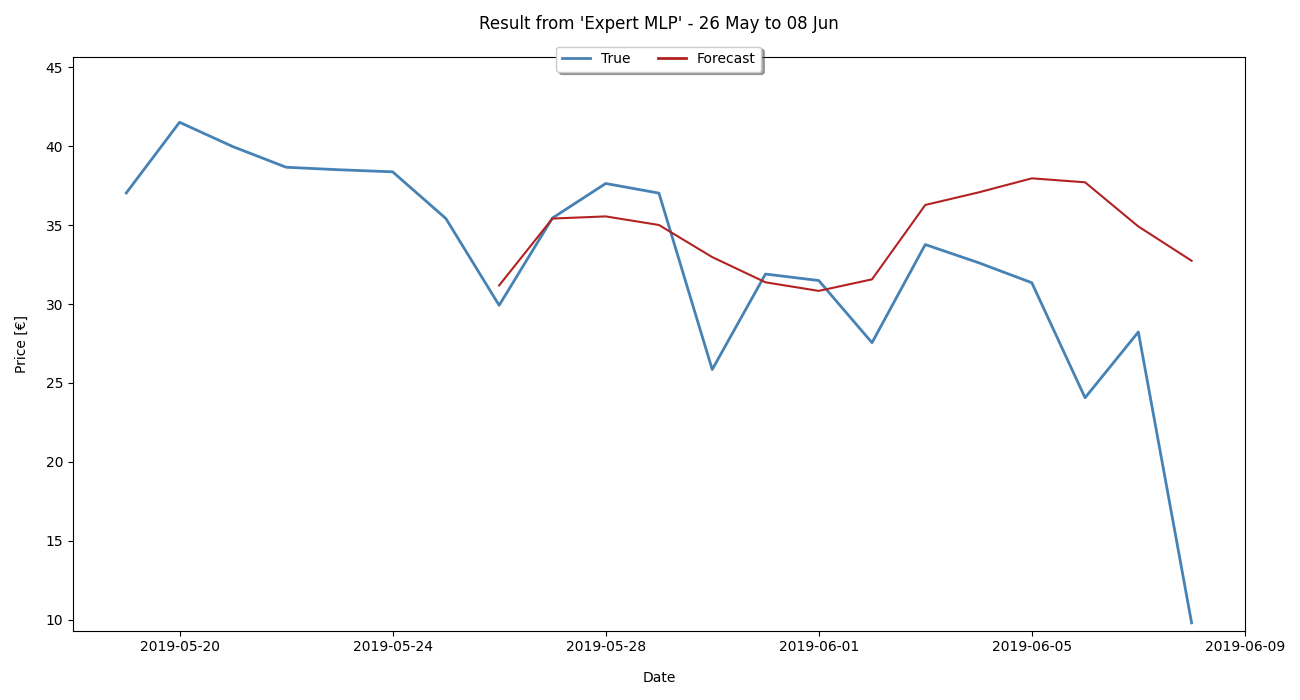 Result from 'Expert MLP' - 26 May to 08 Jun
True Forecast
45
40
35
30
25
20
15
10
Price [€]
2019-05-20 2019-05-24 2019-05-28 2019-06-01 2019-06-05 2019-06-09
Date